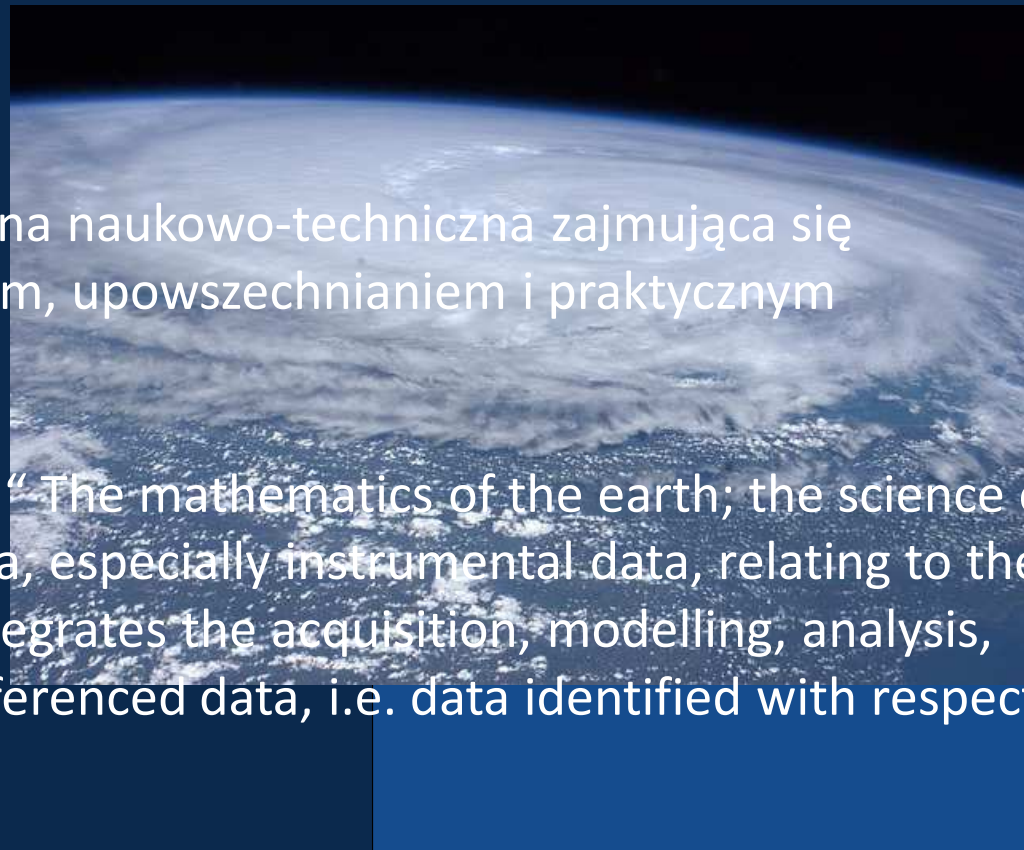 na naukowo-techniczna zajmująca się
m, upowszechnianiem i praktycznym
“ The mathematics of the earth; the science
a, especially instrumental data, relating to the
egrates the acquisition, modelling, analysis,
ferenced data, i.e. data identified with respect